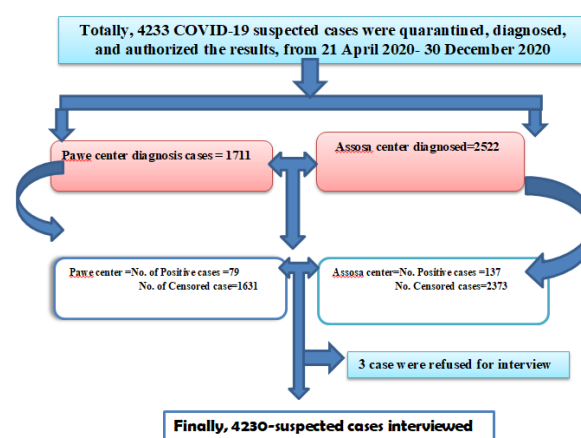 Totally, 4233 COVID-19 suspected cases were quarantined, diagnosed,
and authorized the results, from 21 April 2020- 30 December 2020
Pawe center diagnosis cases = 1711
Assosa center diagnosed=2522
Pawe center =No. of Positive cases =79
No. of Censored case=1631
Assosa center=No. Positive cases =137
No. Censored cases=2373
3 case were refused for interview
Finally, 4230-suspected cases interviewed